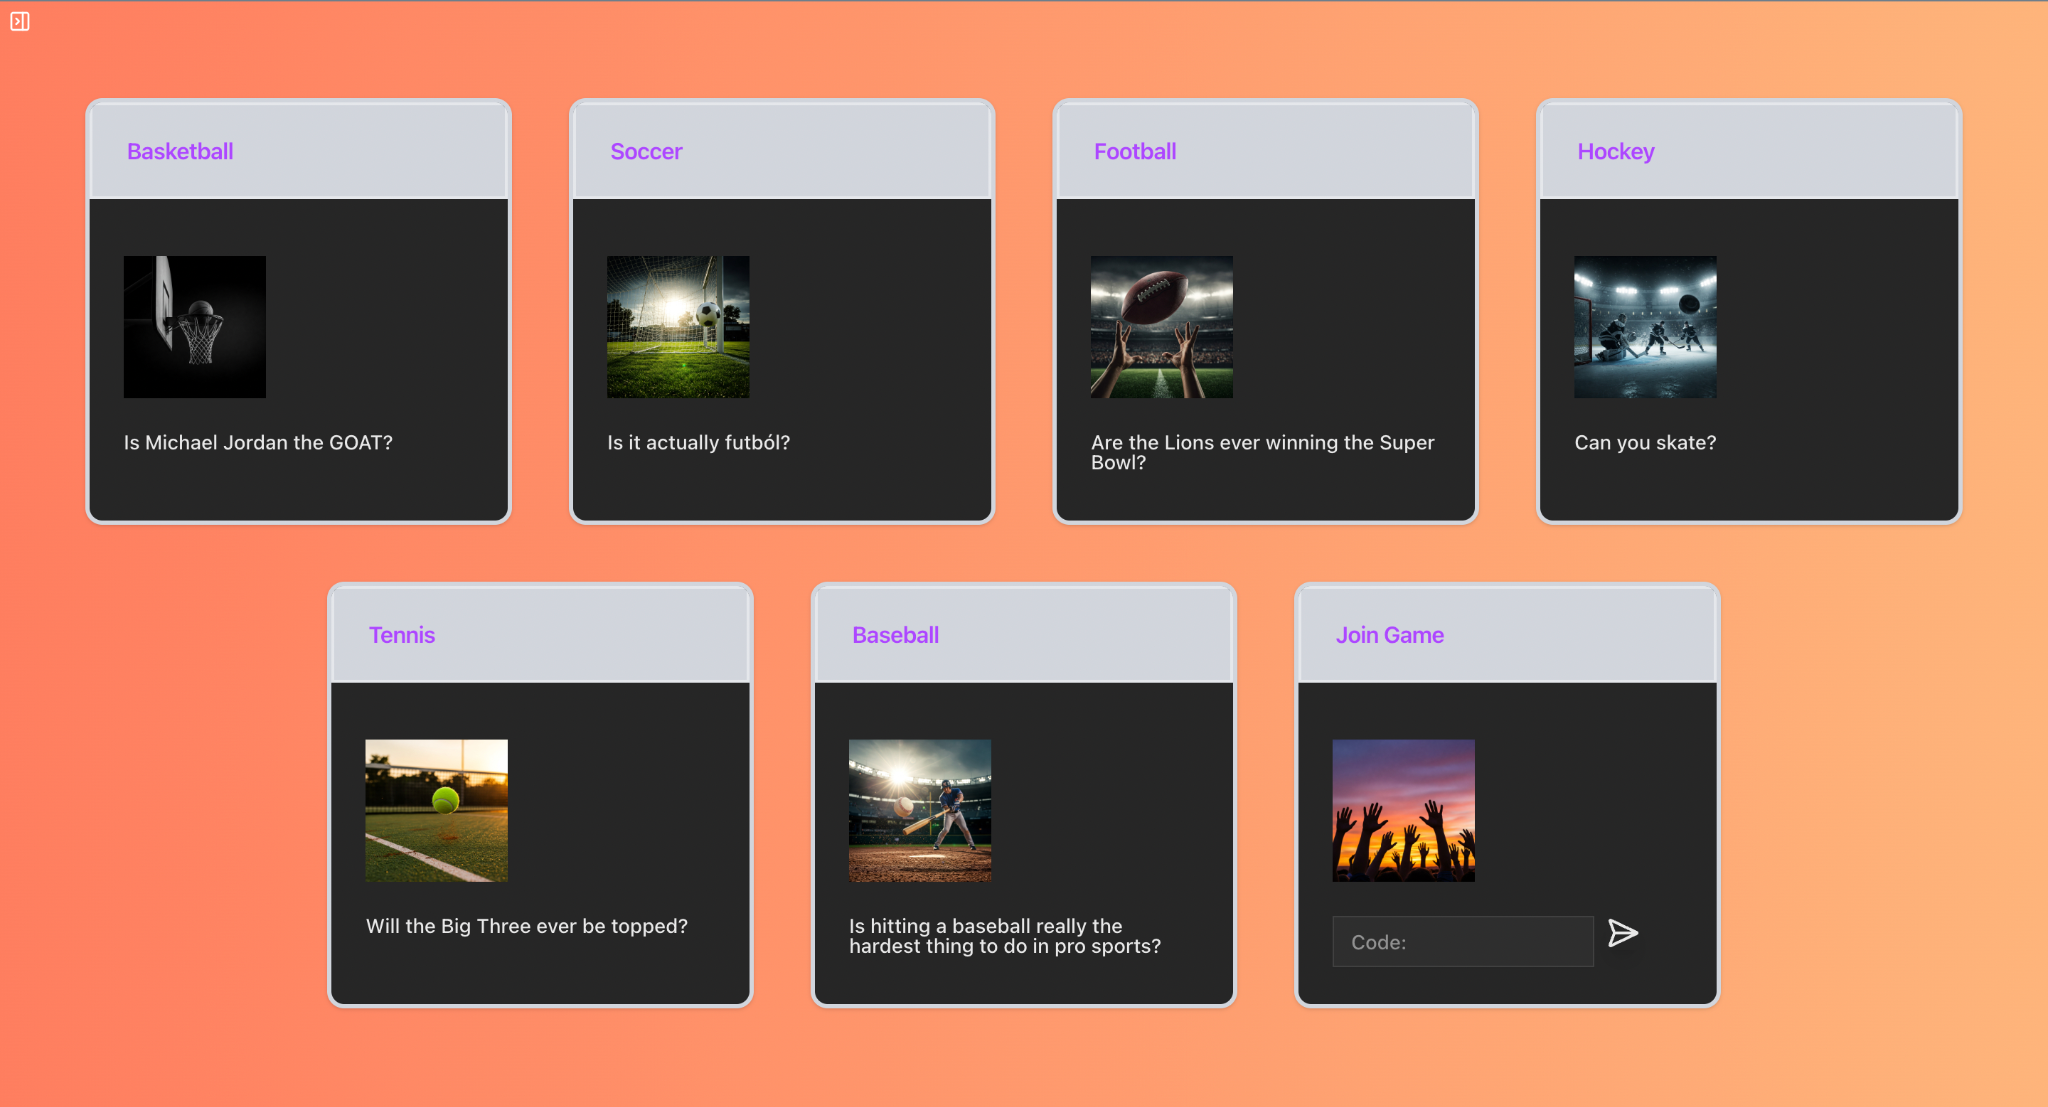 Basketball
Soccer
Football
Hockey
Is Michael Jordan the GOAT?
Is it actually futból?
Are the Lions ever winning the Super
Bowl?
Can you skate?
Tennis
Baseball
Join Game
Will the Big Three ever be topped?
Is hitting a baseball really the
hardest thing to do in pro sports?
Code: